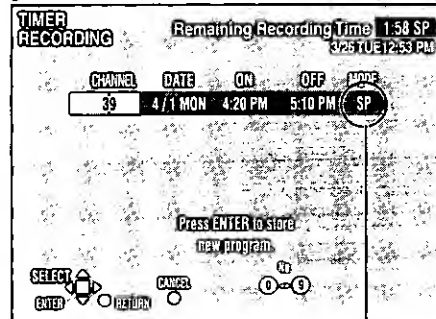 TIMER
RECORDING
Remaining Recording Time 1:58 SP
3/26 TUE 12:53 PM
CHANNEL DATE ON OFF MODE
39 4 / 1 MON 4:20 PM 5:10 PM SP
Press ENTER to store
new program.
SELECT
ENTER RETURN
CANCEL
0 - 9